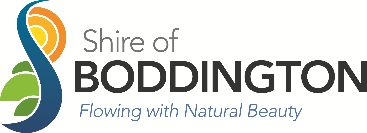 Shire of
BODDINGTON
Flowing with Natural Beauty